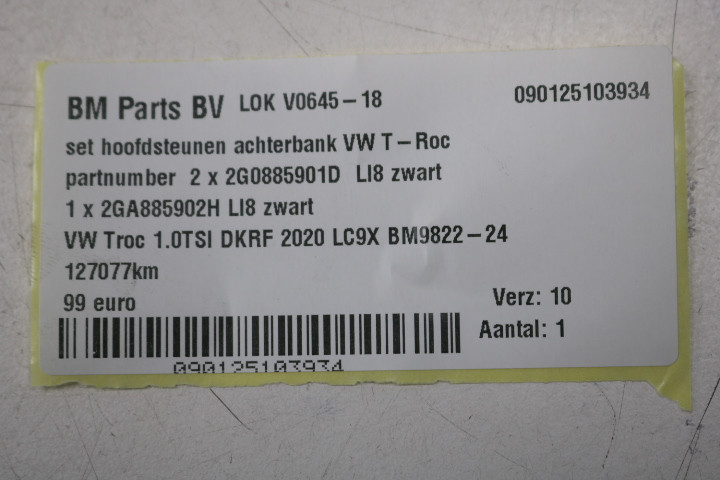 BM Parts BV LOK V0645-18 090125103934
set hoofdsteunen achterbank VW T-Roc
partnumber 2 x 2G0885901D LI8 zwart
1 x 2GA885902H LI8 zwart
VW Troc 1.0TSI DKRF 2020 LC9X BM9822-24
127077km
99 euro Verz: 10
Aantal: 1
090125103934